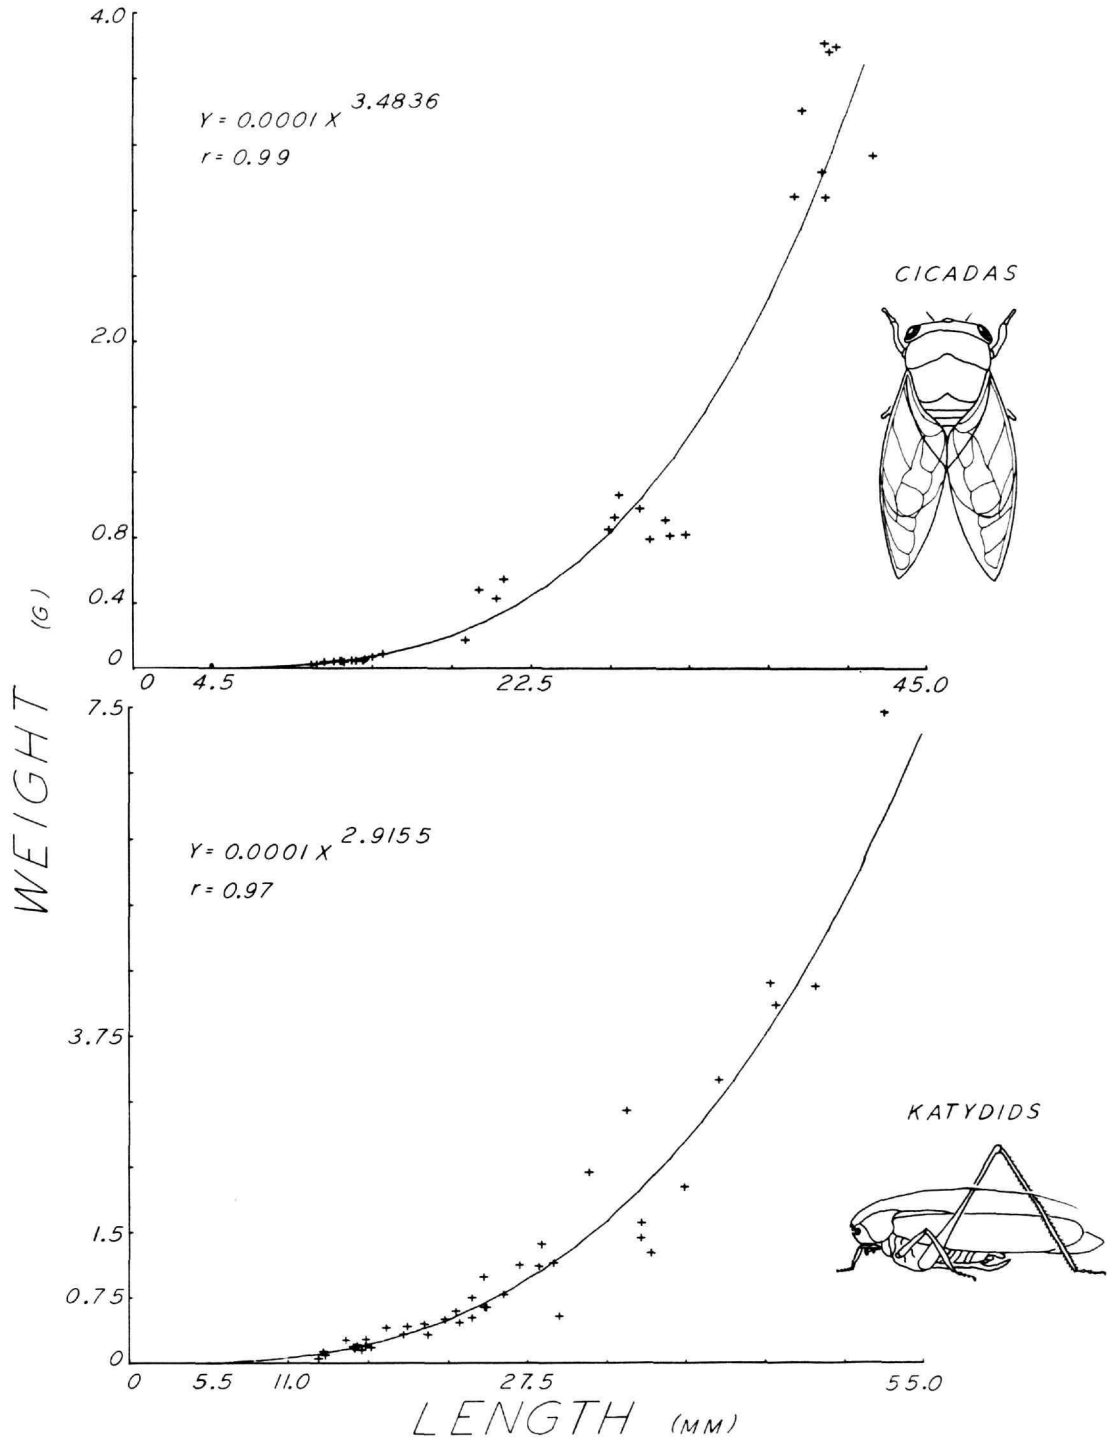 4.0
Y = 0.0001 X 3.4836
r = 0.99
CICADAS
2.0
0.8
0.4
0
0 4.5 22.5 45.0
WEIGHT (G)
7.5
Y = 0.0001 X 2.9155
r = 0.97
3.75
KATYDIDS
1.5
0.75
0
0 5.5 11.0 27.5 55.0
LENGTH (MM)